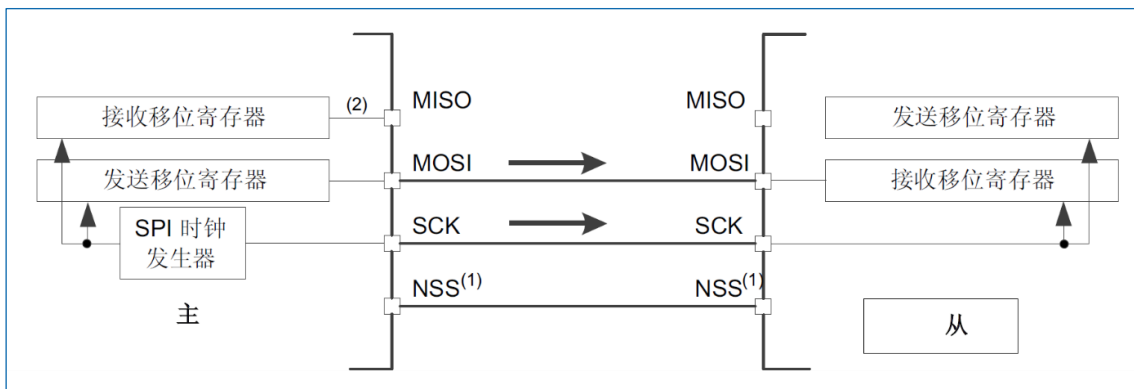 接收移位寄存器
(2)
MISO
MISO
发送移位寄存器
发送移位寄存器
MOSI
MOSI
接收移位寄存器
SPI 时钟
发生器
SCK
SCK
主
NSS(1)
NSS(1)
从